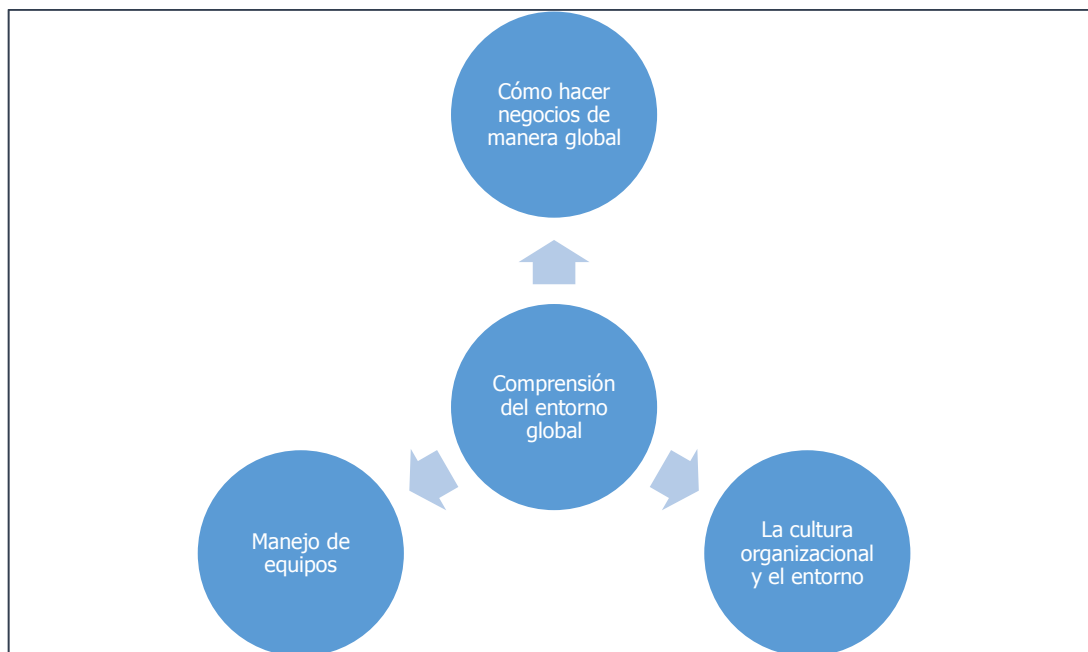 Cómo hacer
negocios de
manera global
Comprensión
del entorno
global
Manejo de
equipos
La cultura
organizacional
y el entorno